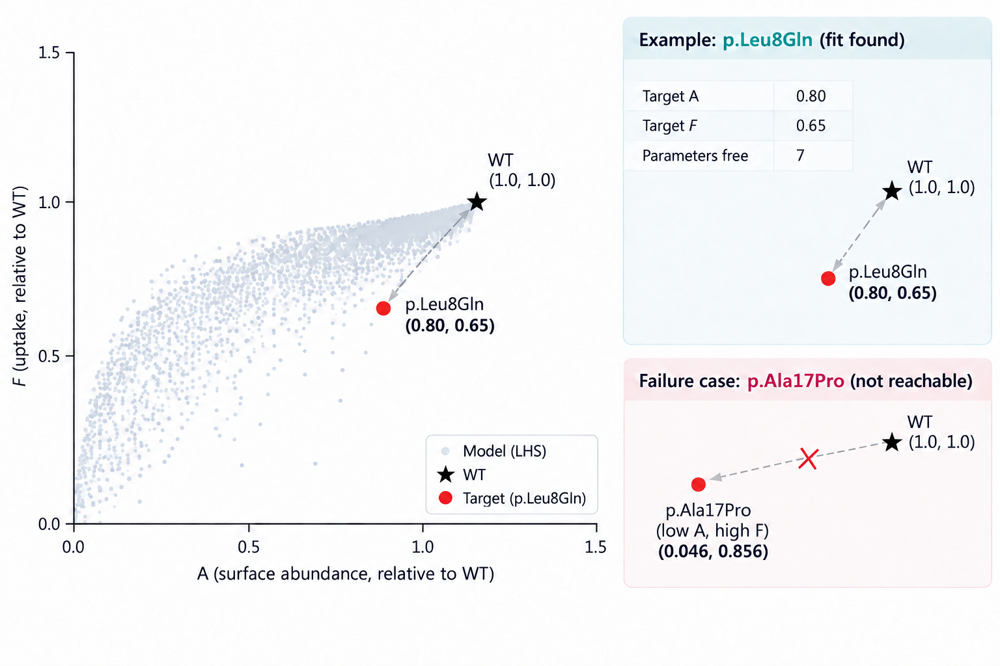 1.5
1.0
0.5
0.0
0.0
0.5
1.0
1.5
F (uptake, relative to WT)
A (surface abundance, relative to WT)
WT
(1.0, 1.0)
p.Leu8Gln
(0.80, 0.65)
Model (LHS)
WT
Target (p.Leu8Gln)
Example: p.Leu8Gln (fit found)
Target A 0.80
Target F 0.65
Parameters free 7
WT
(1.0, 1.0)
p.Leu8Gln
(0.80, 0.65)
Failure case: p.Ala17Pro (not reachable)
WT
(1.0, 1.0)
p.Ala17Pro
(low A, high F)
(0.046, 0.856)